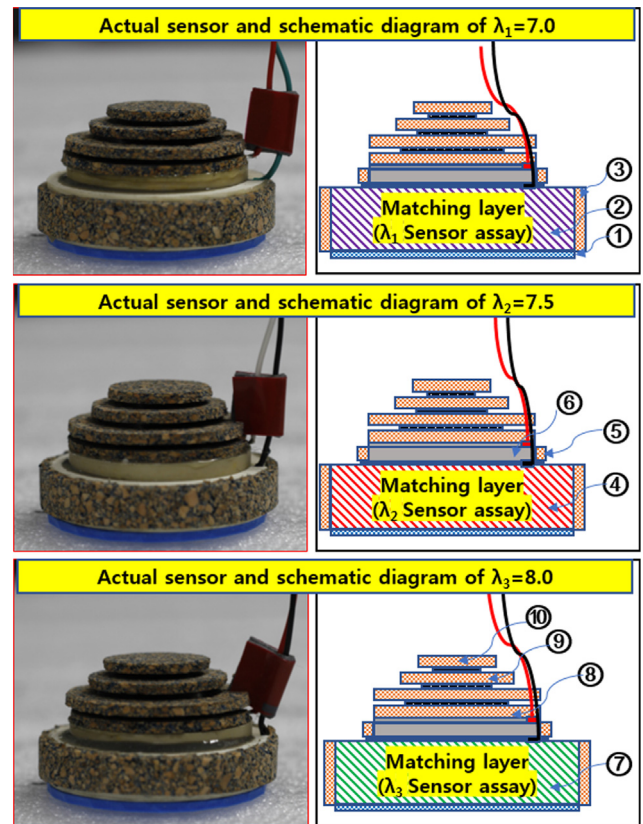 Actual sensor and schematic diagram of λ1=7.0
③
②
①
Matching layer
(λ1 Sensor assay)
Actual sensor and schematic diagram of λ2=7.5
⑥
⑤
④
Matching layer
(λ2 Sensor assay)
Actual sensor and schematic diagram of λ3=8.0
⑩
⑨
⑧
⑦
Matching layer
(λ3 Sensor assay)